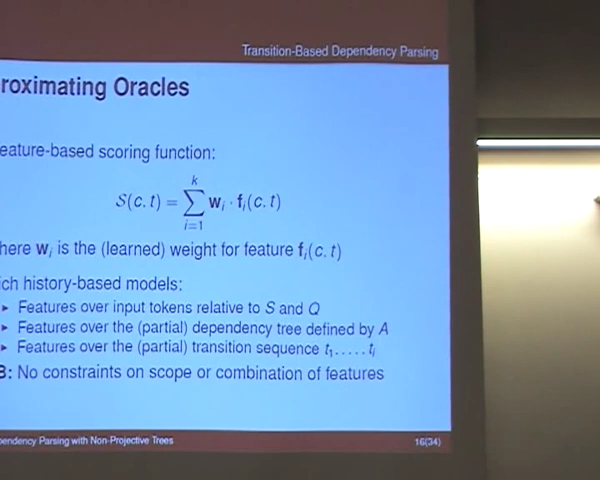 Transition-Based Dependency Parsing
roximating Oracles
eature-based scoring function:
S(c, t) = ∑_{i=1}^{k} w_i · f_i(c, t)
here w_i is the (learned) weight for feature f_i(c, t)
ich history-based models:
▸ Features over input tokens relative to S and Q
▸ Features over the (partial) dependency tree defined by A
▸ Features over the (partial) transition sequence t_1.....t_i
B: No constraints on scope or combination of features
pendency Parsing with Non-Projective Trees 16(34)